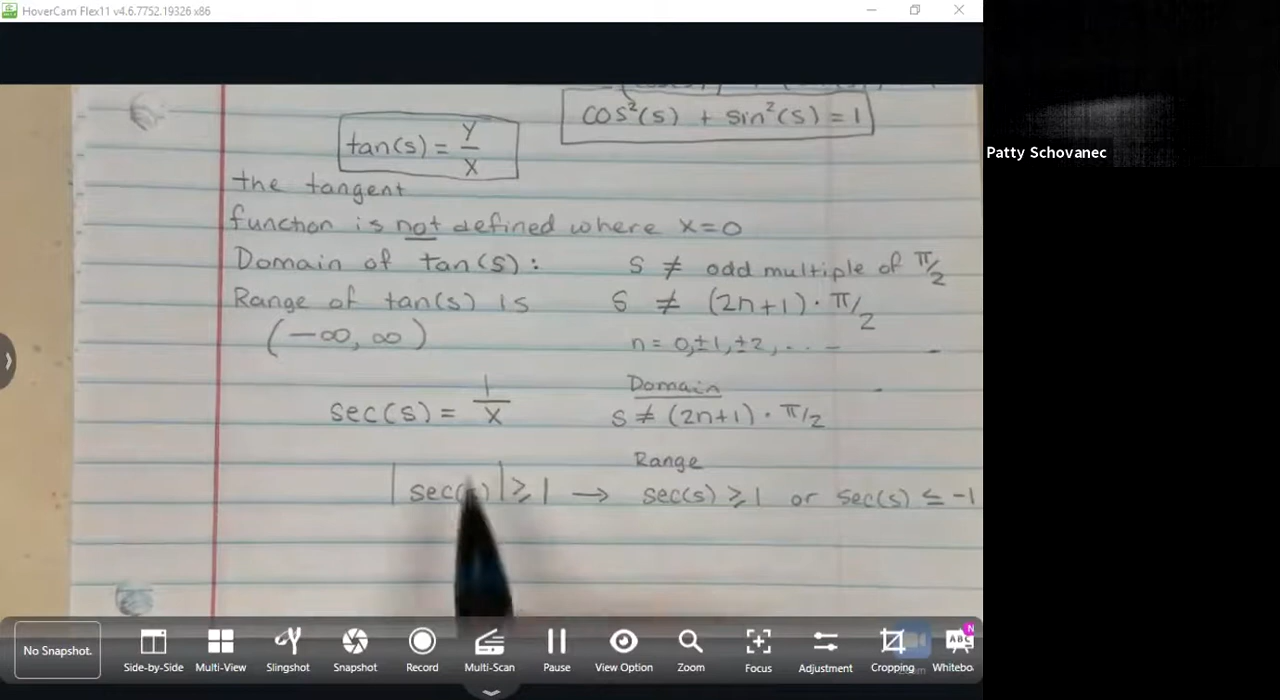 HoverCam Flex11 v4.6.7752.19326 x86
cos²(s) + sin²(s) = 1
tan(s) = Y/X
the tangent
function is not defined where x=0
Domain of tan(s): s ≠ odd multiple of π/2
Range of tan(s) is s ≠ (2n+1)·π/2
(-∞, ∞) n = 0, ±1, ±2, ...
Domain
sec(s) = 1/X s ≠ (2n+1)·π/2
Range
|sec(s)| ≥ 1 → sec(s) ≥ 1 or sec(s) ≤ -1
Patty Schovanec
No Snapshot.
Side-by-Side Multi-View Slingshot Snapshot Record Multi-Scan Pause View Option Zoom Focus Adjustment Cropping Whitebo
ABC
N